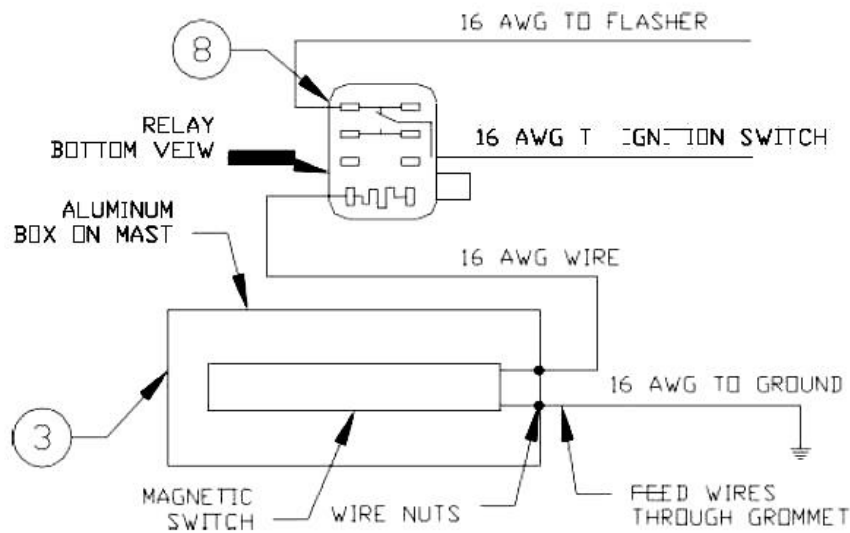 16 AWG TO FLASHER
8
RELAY
BOTTOM VEIW
16 AWG T IGNITION SWITCH
ALUMINUM
BOX ON MAST
16 AWG WIRE
16 AWG TO GROUND
3
MAGNETIC
SWITCH
WIRE NUTS
FEED WIRES
THROUGH GROMMET